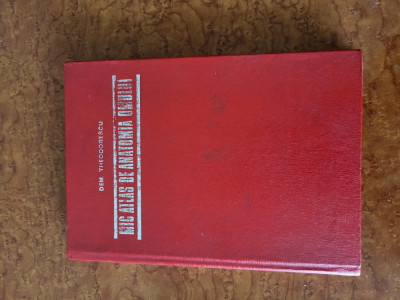 DEM. THEODORESCU
MIC ATLAS DE ANATOMIA OMULUI